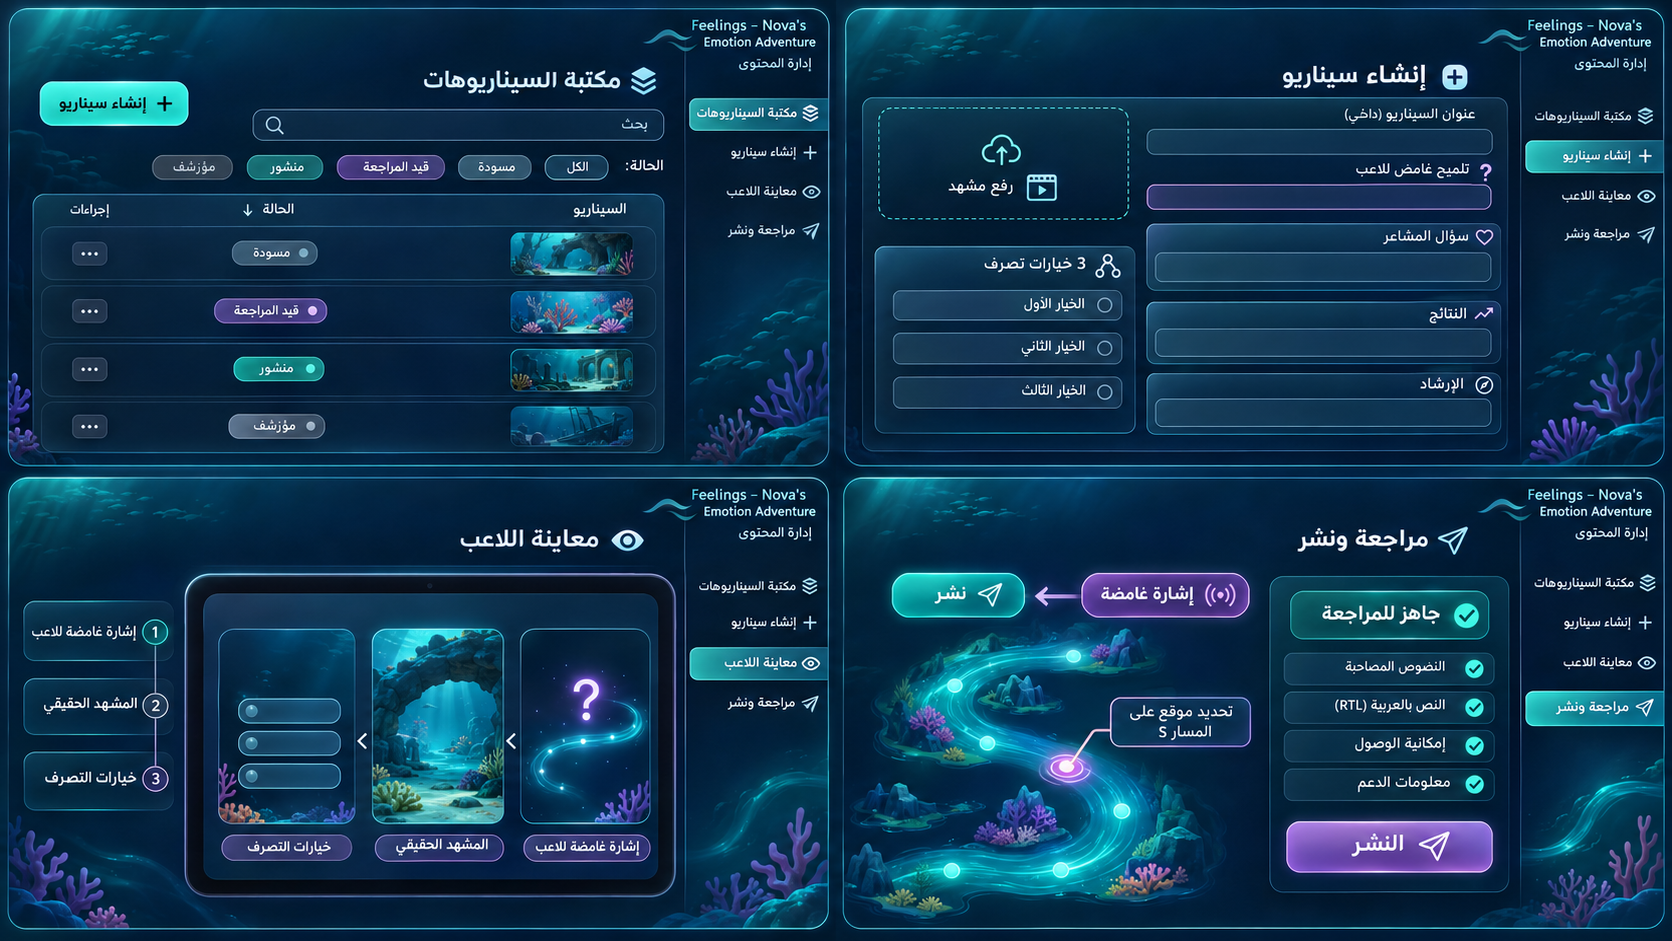 Feelings – Nova's
Emotion Adventure
إدارة المحتوى
مكتبة السيناريوهات
إنشاء سيناريو
معاينة اللاعب
مراجعة ونشر
مكتبة السيناريوهات
+ إنشاء سيناريو
بحث
الحالة:
الكل
مسودة
قيد المراجعة
منشور
مؤرشف
السيناريو
الحالة ↓
إجراءات
مسودة
قيد المراجعة
منشور
مؤرشف
Feelings – Nova's
Emotion Adventure
إدارة المحتوى
مكتبة السيناريوهات
إنشاء سيناريو
معاينة اللاعب
مراجعة ونشر
إنشاء سيناريو
عنوان السيناريو (داخي)
تلميح غامض للاعب
سؤال المشاعر
النتائج
الإرشاد
رفع مشهد
3 خيارات تصرف
الخيار الأول
الخيار الثاني
الخيار الثالث
Feelings – Nova's
Emotion Adventure
إدارة المحتوى
مكتبة السيناريوهات
إنشاء سيناريو
معاينة اللاعب
مراجعة ونشر
معاينة اللاعب
?
إشارة غامضة للاعب
المشهد الحقيقي
خيارات التصرف
1 إشارة غامضة للاعب
2 المشهد الحقيقي
3 خيارات التصرف
Feelings – Nova's
Emotion Adventure
إدارة المحتوى
مكتبة السيناريوهات
إنشاء سيناريو
معاينة اللاعب
مراجعة ونشر
مراجعة ونشر
جاهز للمراجعة
النصوص المصاحبة
النص بالعربية (RTL)
إمكانية الوصول
معلومات الدعم
النشر
إشارة غامضة
نشر
تحديد موقع على
المسار S